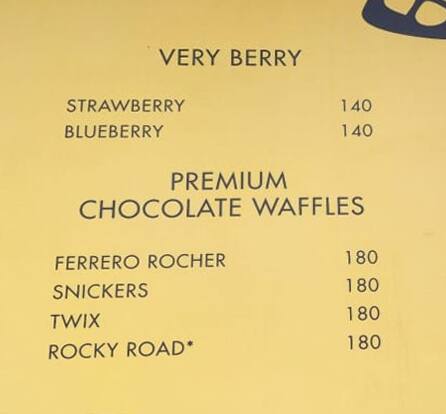 VERY BERRY
STRAWBERRY 140
BLUEBERRY 140
PREMIUM
CHOCOLATE WAFFLES
FERRERO ROCHER 180
SNICKERS 180
TWIX 180
ROCKY ROAD* 180